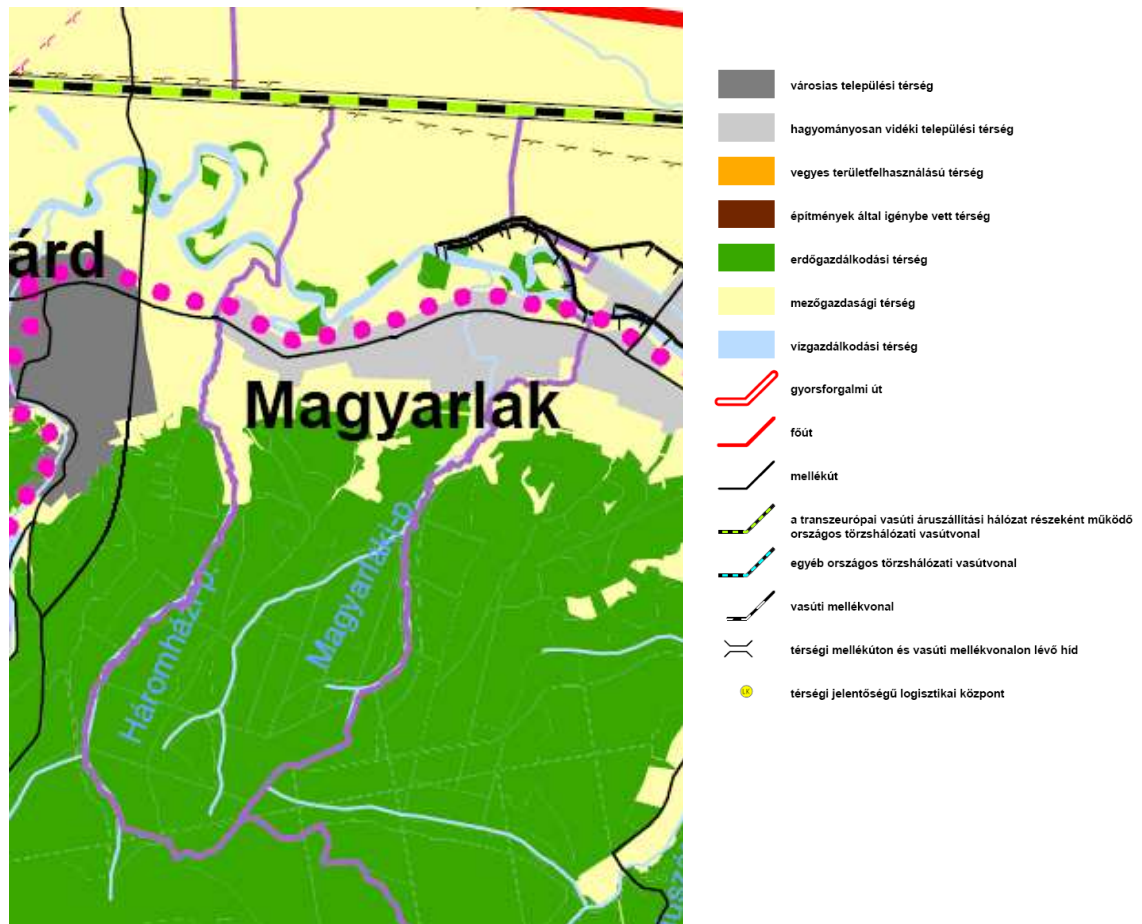 árd
Magyarlak
Háromházi p.
Magyarlaki p.
városias települési térség
hagyományosan vidéki települési térség
vegyes területfelhasználású térség
építmények által igénybe vett térség
erdőgazdálkodási térség
mezőgazdasági térség
vízgazdálkodási térség
gyorsforgalmi út
főút
mellékút
a transzeurópai vasúti áruszállítási hálózat részeként működő
országos törzshálózati vasútvonal
egyéb országos törzshálózati vasútvonal
vasúti mellékvonal
térségi mellékúton és vasúti mellékvonalon lévő híd
LK
térségi jelentőségű logisztikai központ